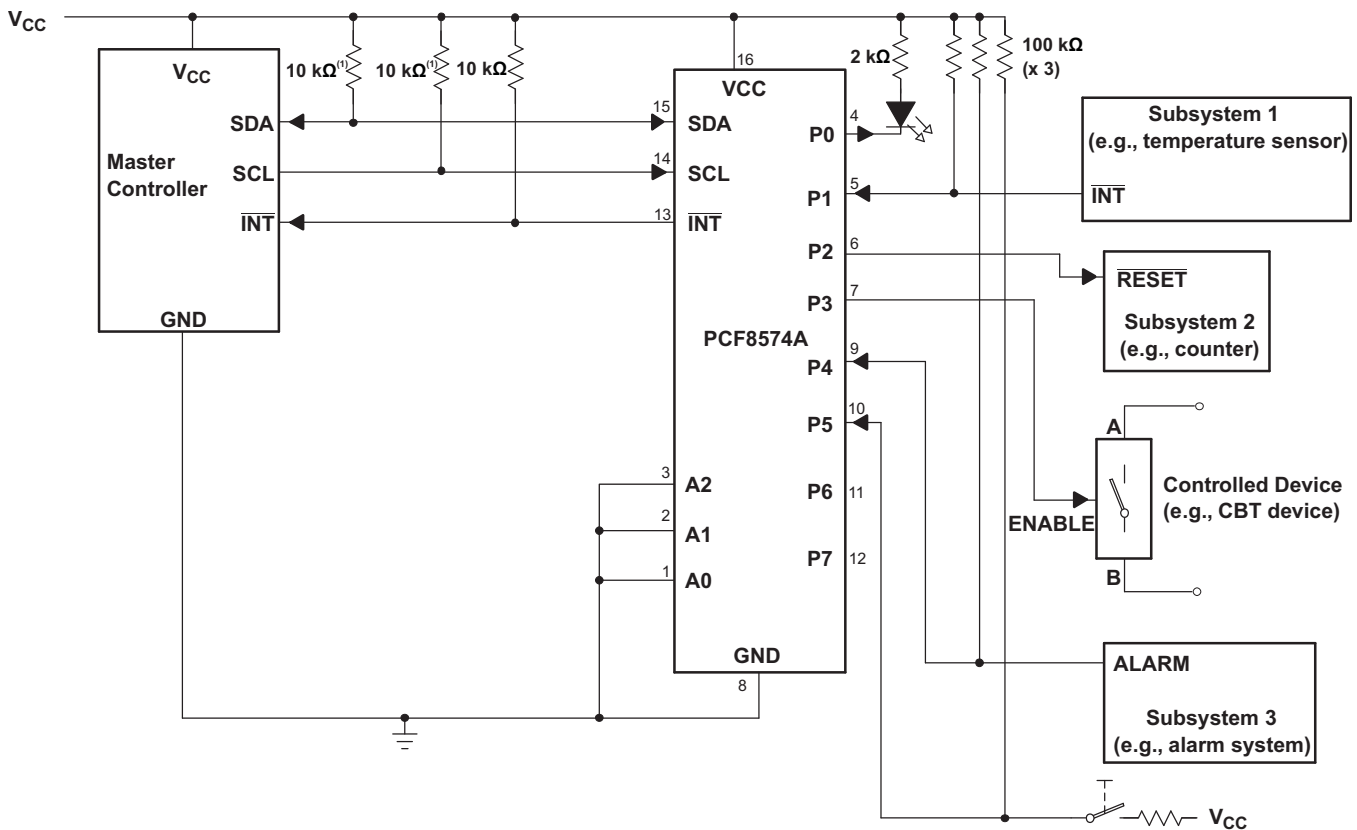 VCC
VCC
10 kΩ(1)
10 kΩ(1)
10 kΩ
16
VCC
2 kΩ
100 kΩ
(x 3)
SDA
15
SDA
4
P0
Subsystem 1
(e.g., temperature sensor)
Master
Controller
SCL
14
SCL
5
P1
INT
INT
13
INT
6
P2
RESET
7
P3
Subsystem 2
(e.g., counter)
GND
PCF8574A
9
P4
10
P5
A
3
A2
P6
11
Controlled Device
(e.g., CBT device)
ENABLE
2
A1
P7
12
1
A0
B
GND
8
ALARM
Subsystem 3
(e.g., alarm system)
VCC